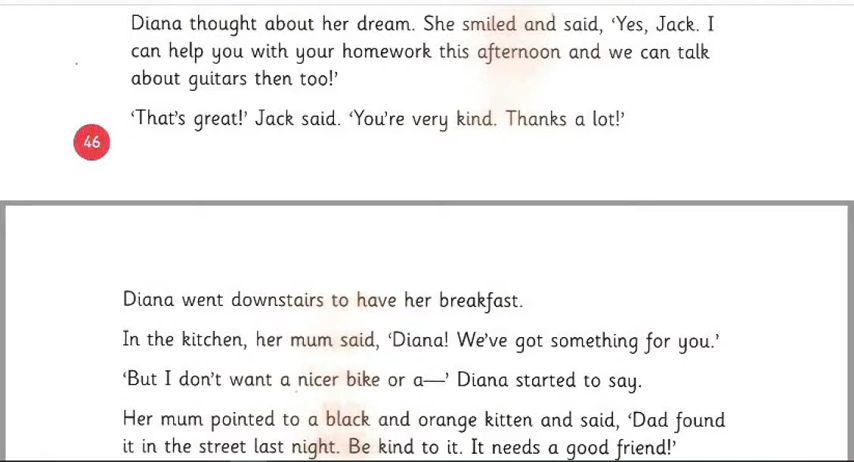 Diana thought about her dream. She smiled and said, ‘Yes, Jack. I
can help you with your homework this afternoon and we can talk
about guitars then too!’
‘That’s great!’ Jack said. ‘You’re very kind. Thanks a lot!’
46
Diana went downstairs to have her breakfast.
In the kitchen, her mum said, ‘Diana! We’ve got something for you.’
‘But I don’t want a nicer bike or a—’ Diana started to say.
Her mum pointed to a black and orange kitten and said, ‘Dad found
it in the street last night. Be kind to it. It needs a good friend!’